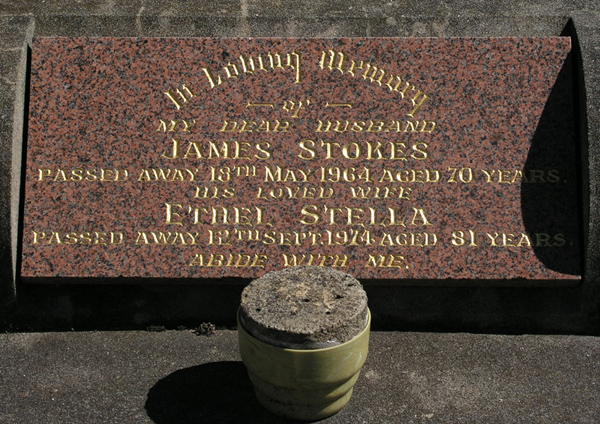 In Loving Memory
— of —
MY DEAR HUSBAND
JAMES STOKES
PASSED AWAY 18TH MAY 1964 AGED 70 YEARS.
HIS LOVED WIFE
ETHEL STELLA
PASSED AWAY 12TH SEPT. 1974 AGED 81 YEARS.
ABIDE WITH ME.